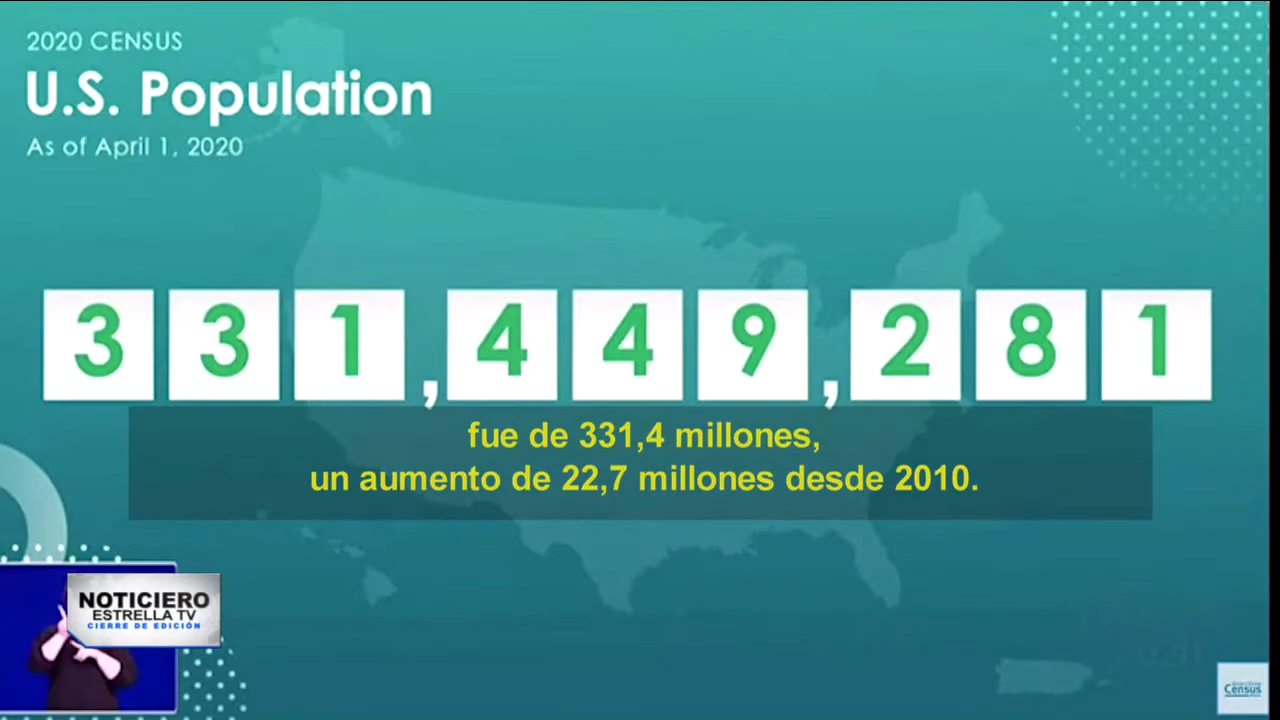 2020 CENSUS
U.S. Population
As of April 1, 2020
331,449,281
fue de 331,4 millones,
un aumento de 22,7 millones desde 2010.
NOTICIERO
ESTRELLA TV
CIERRE DE EDICIÓN
Census